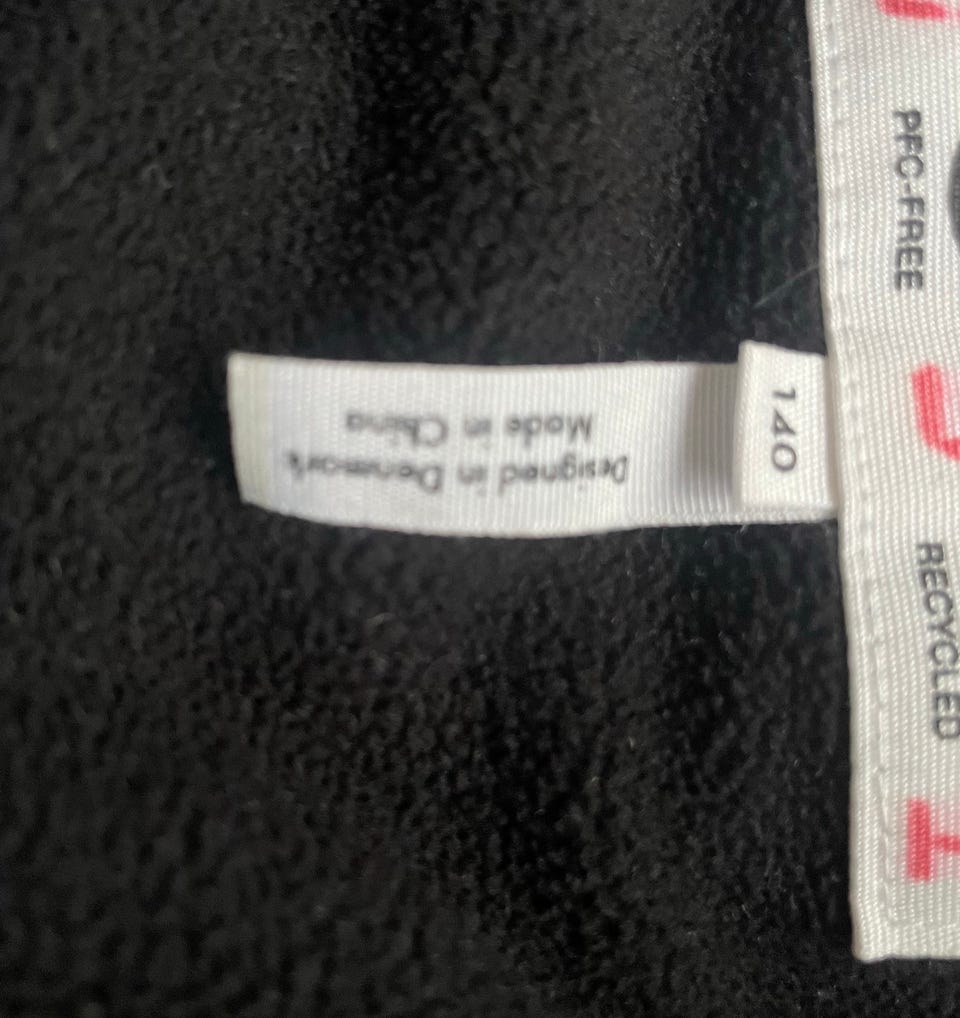 Designed in Denmark
Made in China
140
PFC-FREE
RECYCLED